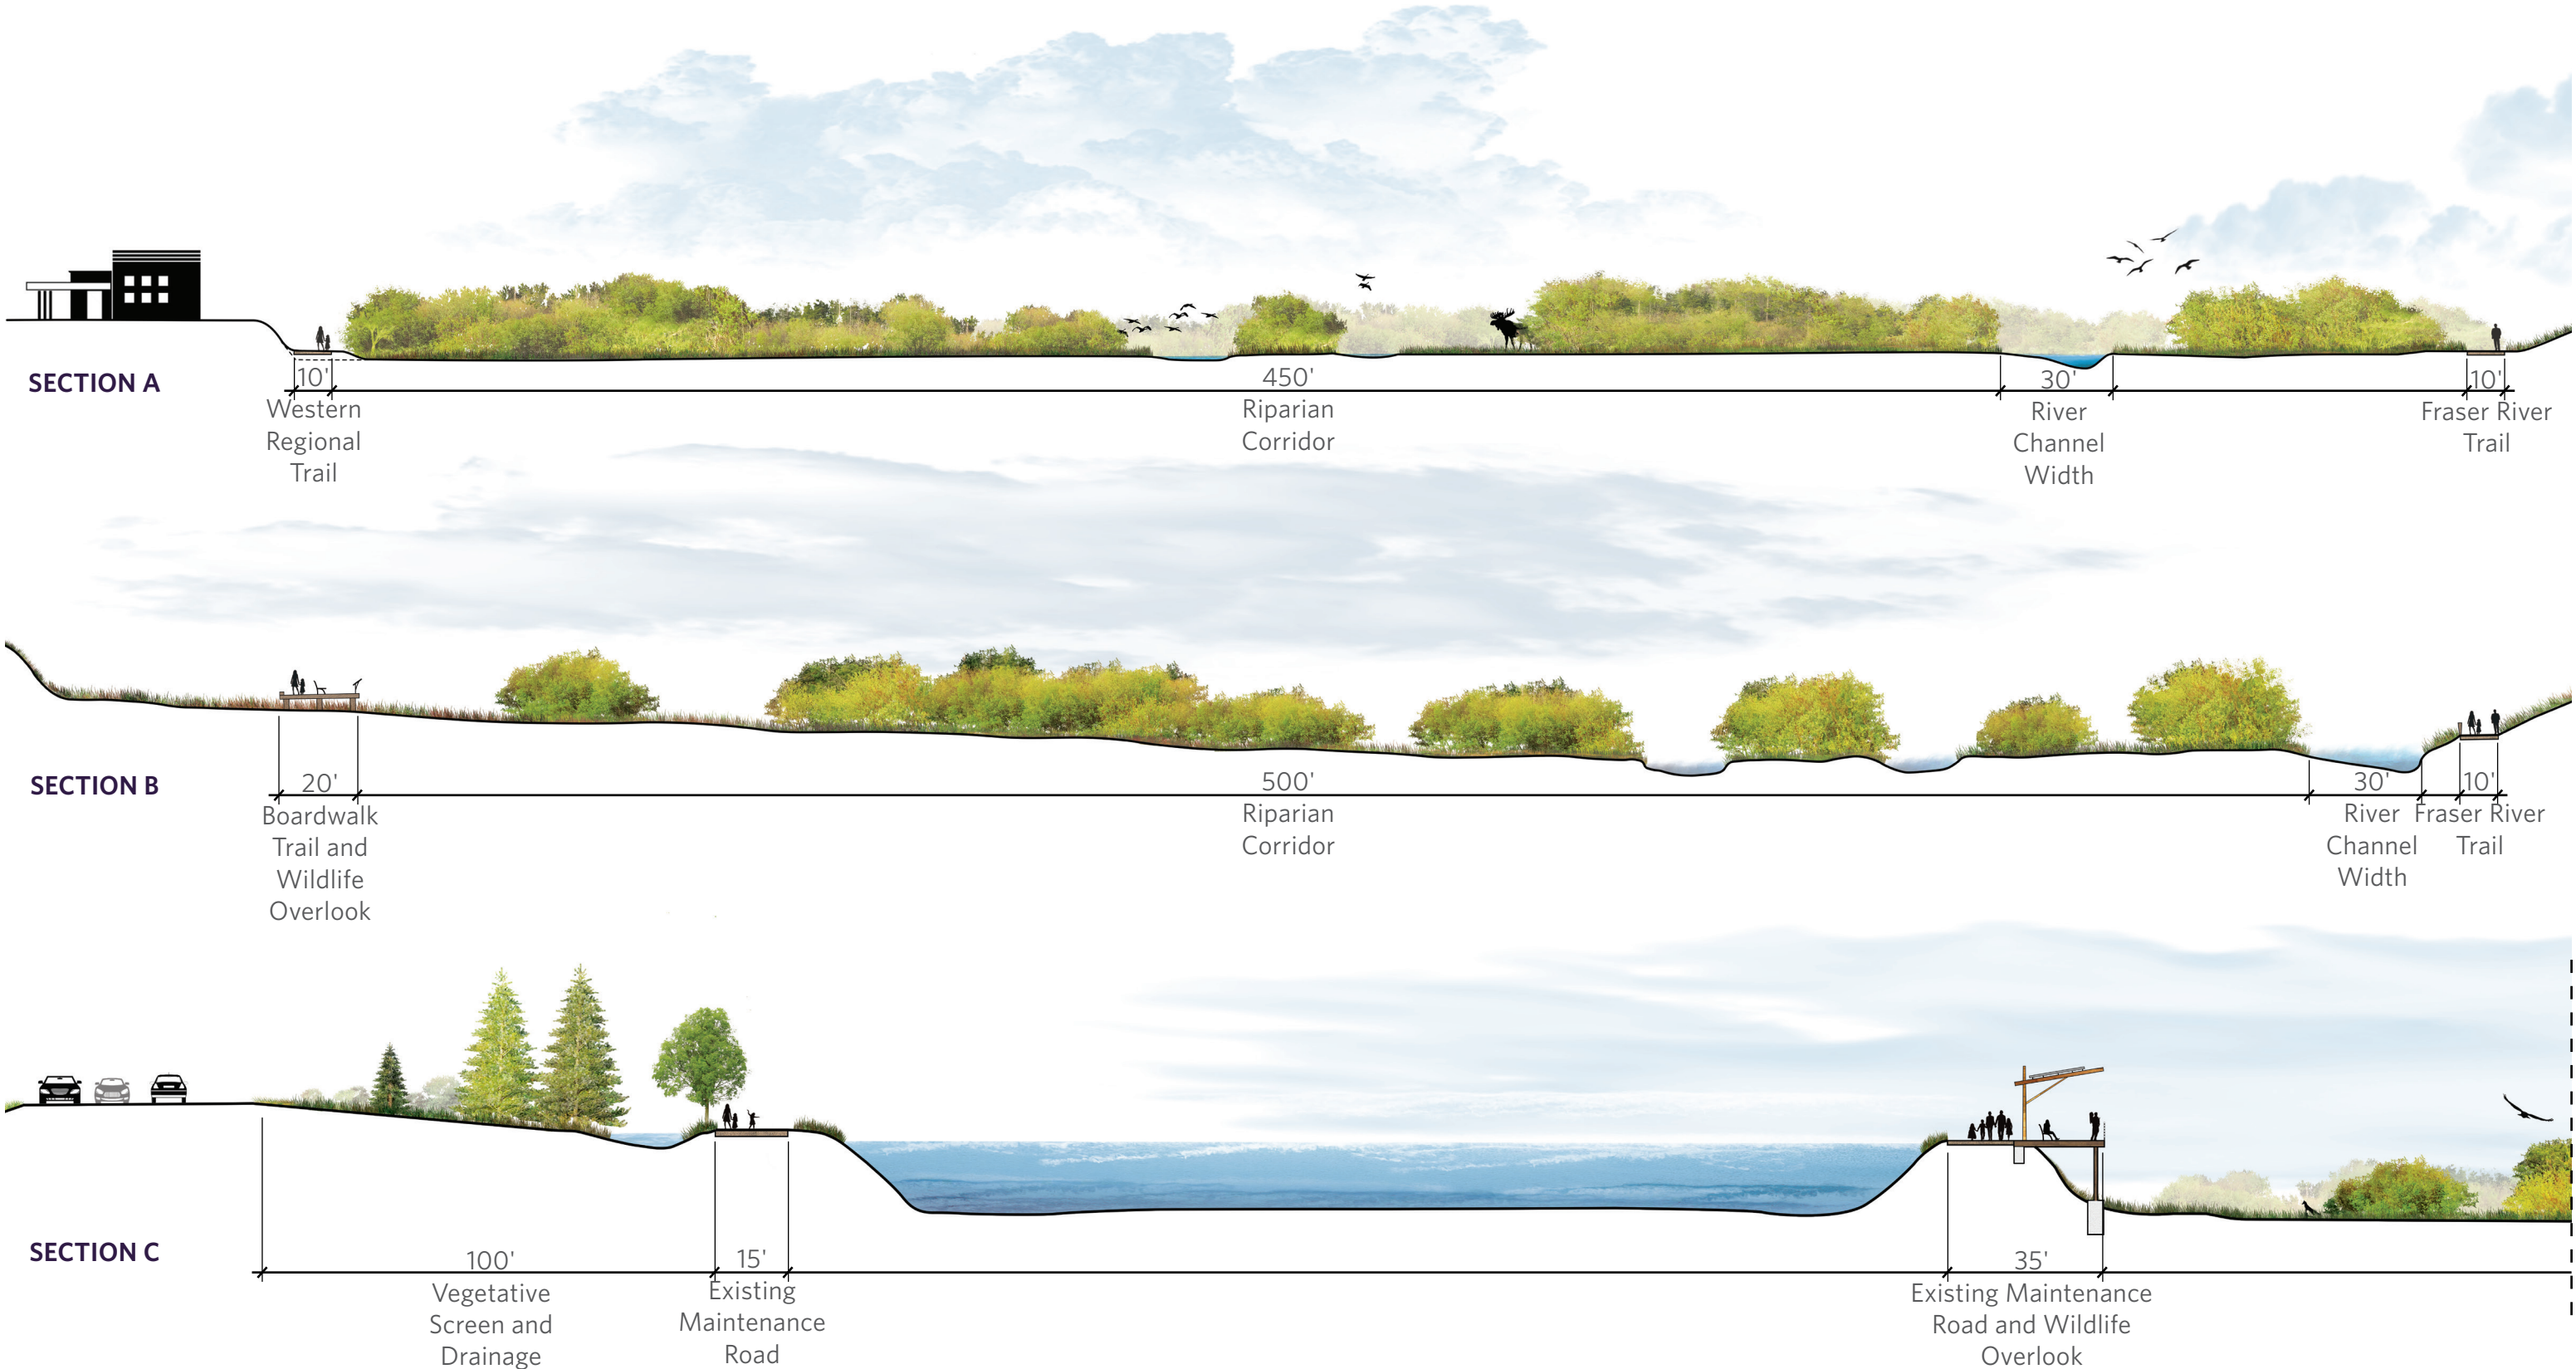 SECTION A
10'
Western
Regional
Trail
450'
Riparian
Corridor
30'
River
Channel
Width
10'
Fraser River
Trail
SECTION B
20'
Boardwalk
Trail and
Wildlife
Overlook
500'
Riparian
Corridor
30'
River
Channel
Width
10'
Fraser River
Trail
SECTION C
100'
Vegetative
Screen and
Drainage
15'
Existing
Maintenance
Road
35'
Existing Maintenance
Road and Wildlife
Overlook